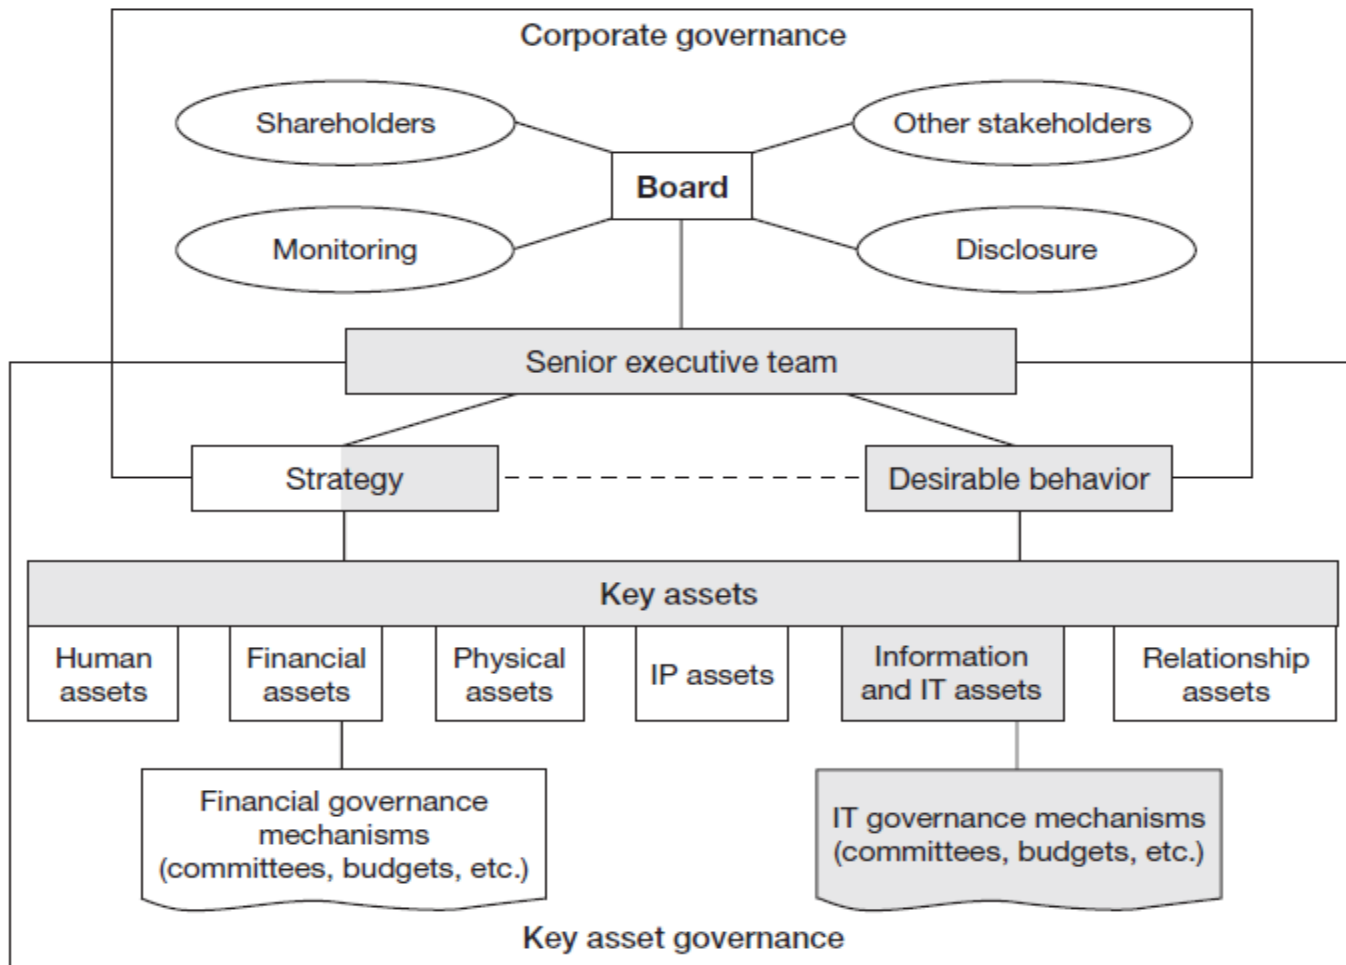 Corporate governance
Shareholders
Other stakeholders
Board
Monitoring
Disclosure
Senior executive team
Strategy
Desirable behavior
Key assets
Human
assets
Financial
assets
Physical
assets
IP assets
Information
and IT assets
Relationship
assets
Financial governance
mechanisms
(committees, budgets, etc.)
IT governance mechanisms
(committees, budgets, etc.)
Key asset governance